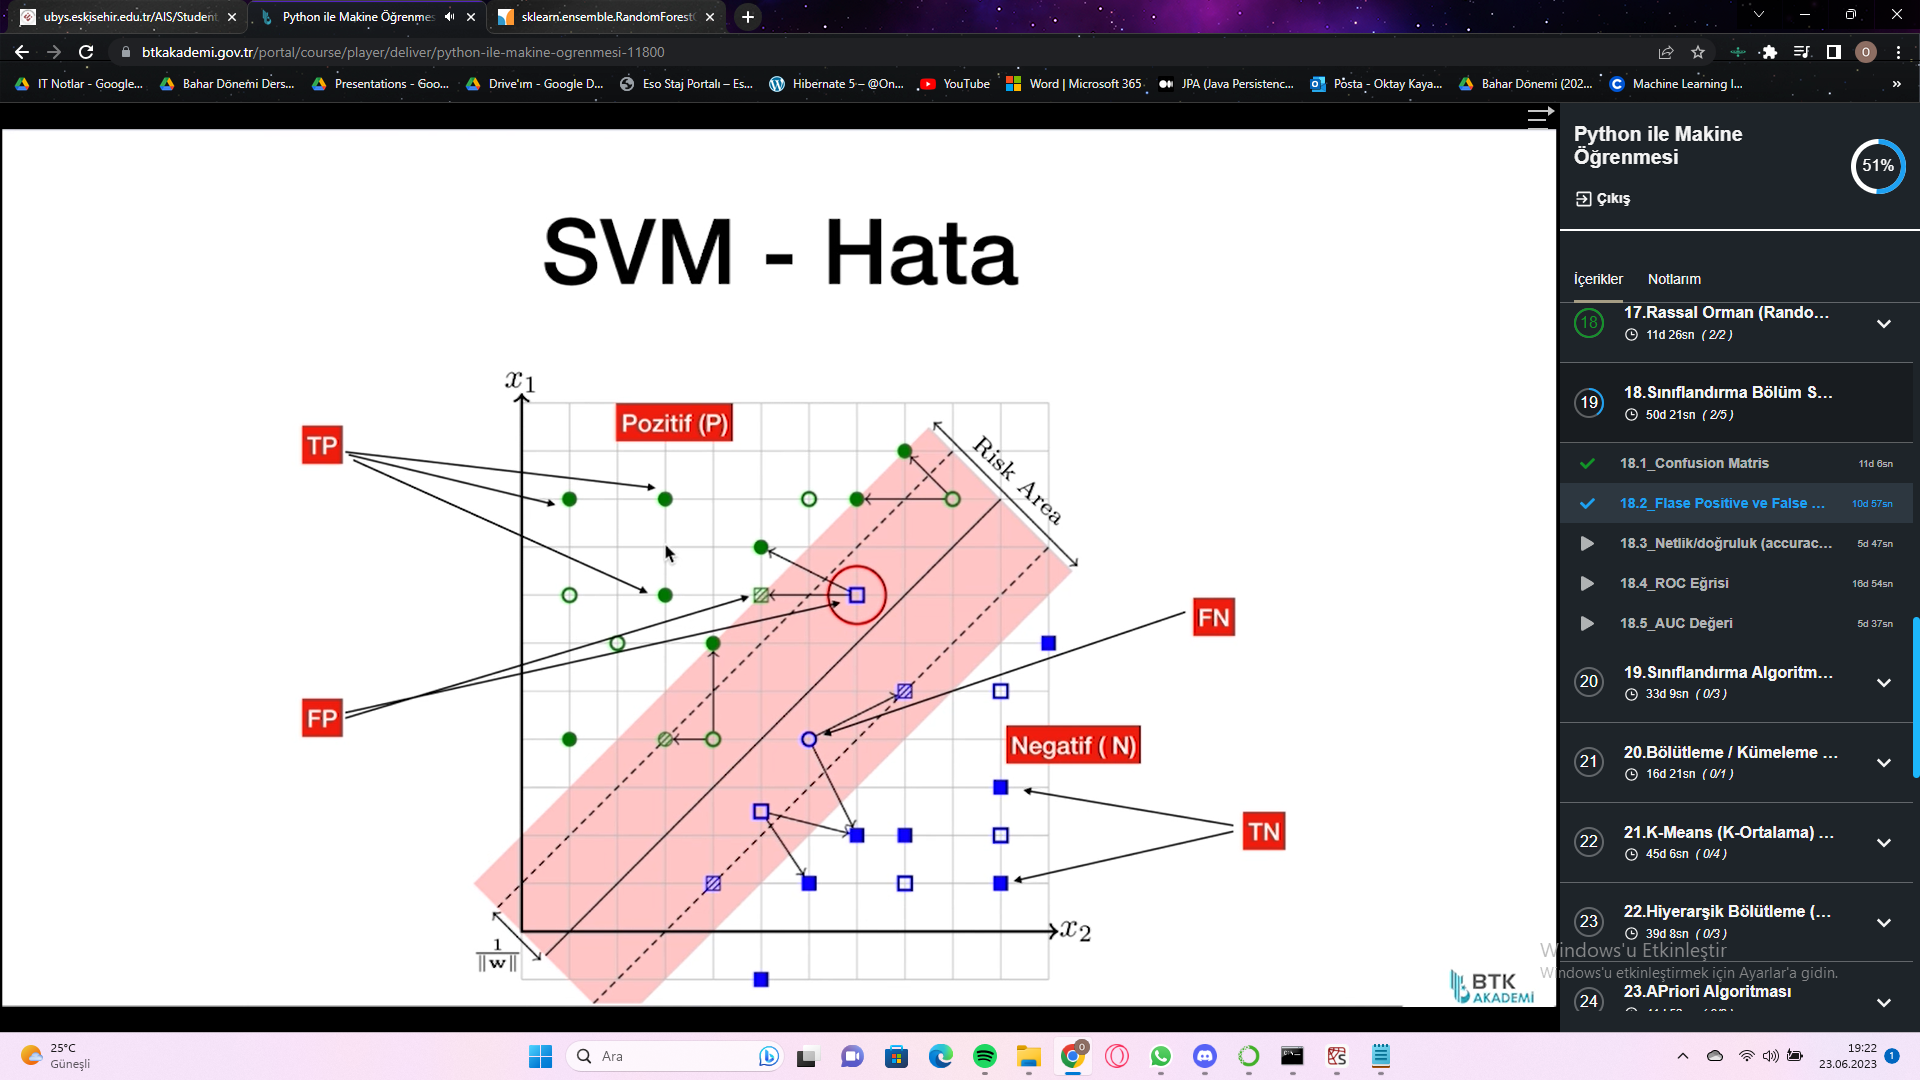 ubys.eskisehir.edu.tr/AIS/Student
Python ile Makine Öğrenmes
sklearn.ensemble.RandomForest
btkakademi.gov.tr/portal/course/player/deliver/python-ile-makine-ogrenmesi-11800
O
IT Notlar - Google...
Bahar Dönemi Ders...
Presentations - Goo...
Drive'ım - Google D...
Eso Staj Portalı – Es...
Hibernate 5 – @On...
YouTube
Word | Microsoft 365
JPA (Java Persistenc...
Posta - Oktay Kaya...
Bahar Dönemi (202...
Machine Learning I...
»
SVM - Hata
x1
Pozitif (P)
TP
Risk Area
FN
FP
Negatif ( N)
TN
x2
1
‖w‖
BTK
AKADEMİ
Python ile Makine
Öğrenmesi
51%
Çıkış
İçerikler
Notlarım
18
17.Rassal Orman (Rando...
11d 26sn ( 2/2 )
19
18.Sınıflandırma Bölüm S...
50d 21sn ( 2/5 )
18.1_Confusion Matris
11d 6sn
18.2_Flase Positive ve False ...
10d 57sn
18.3_Netlik/doğruluk (accurac...
5d 47sn
18.4_ROC Eğrisi
16d 54sn
18.5_AUC Değeri
5d 37sn
20
19.Sınıflandırma Algoritm...
33d 9sn ( 0/3 )
21
20.Bölütleme / Kümeleme ...
16d 21sn ( 0/1 )
22
21.K-Means (K-Ortalama) ...
45d 6sn ( 0/4 )
23
22.Hiyerarşik Bölütleme (...
39d 8sn ( 0/3 )
Windows'u Etkinleştir
Windows'u etkinleştirmek için Ayarlar'a gidin.
24
23.APriori Algoritması
25°C
Güneşli
Ara
19:22
23.06.2023
1